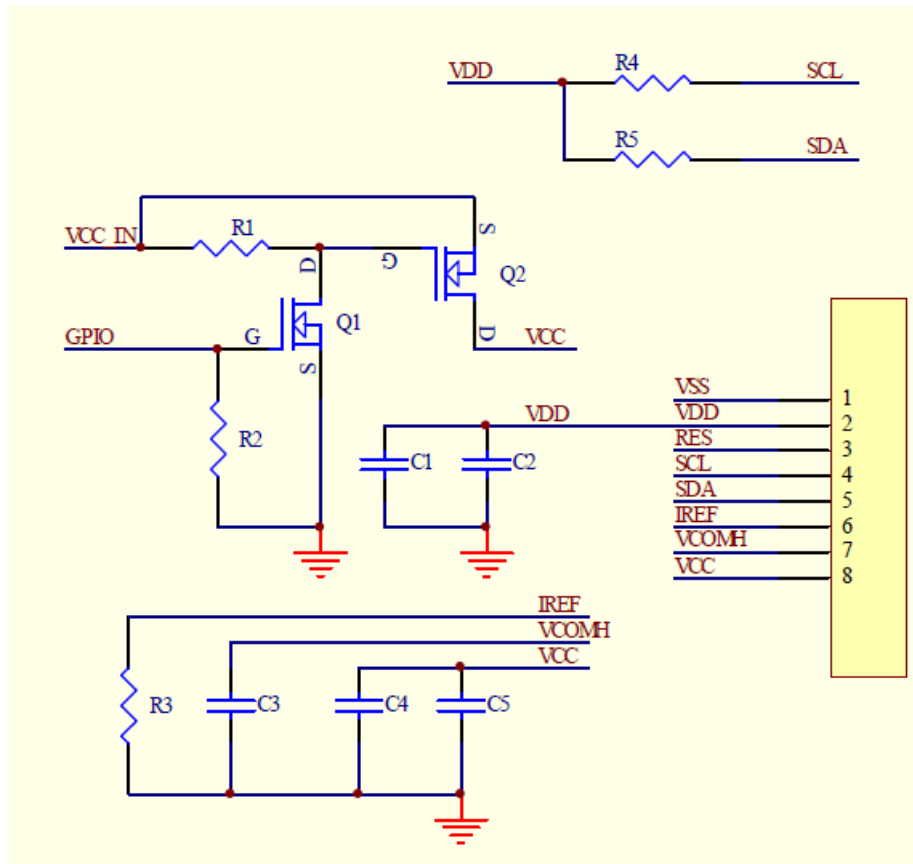 VDD R4 SCL
R5 SDA
VCC IN R1 D G S Q2
D VCC
GPIO G Q1 S
R2
VDD
C1 C2
VSS 1
VDD 2
RES 3
SCL 4
SDA 5
IREF 6
VCOMH 7
VCC 8
IREF
VCOMH
VCC
R3 C3 C4 C5